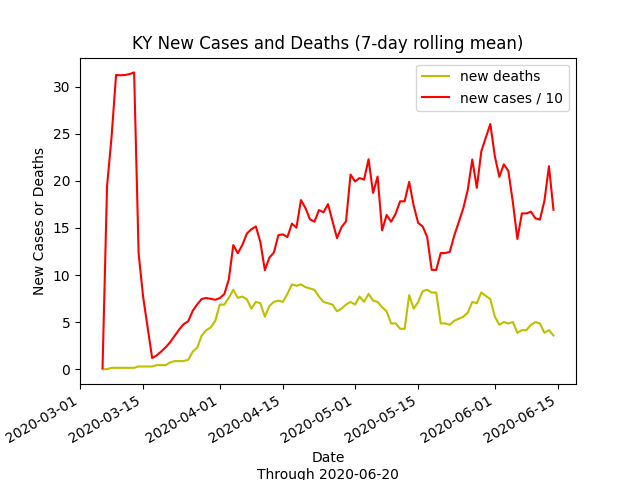 KY New Cases and Deaths (7-day rolling mean)
new deaths
new cases / 10
New Cases or Deaths
30
25
20
15
10
5
0
2020-03-01
2020-03-15
2020-04-01
2020-04-15
2020-05-01
2020-05-15
2020-06-01
2020-06-15
Date
Through 2020-06-20